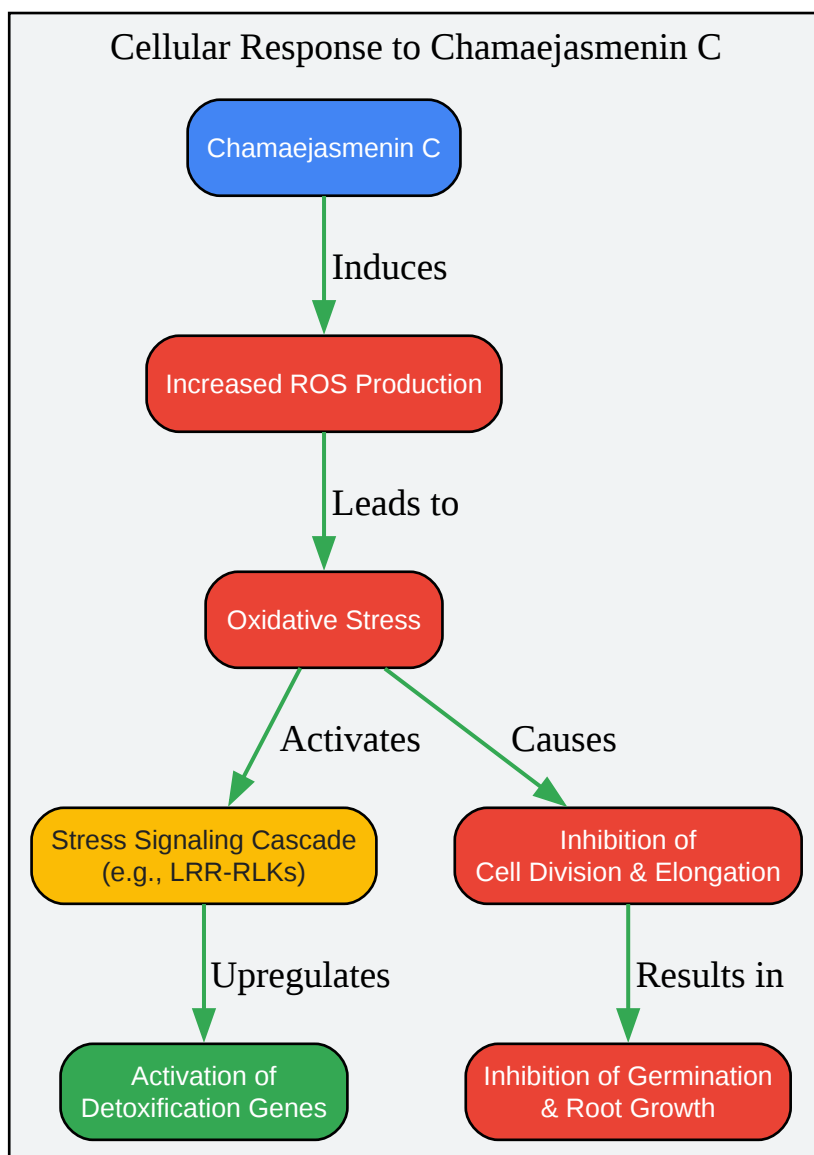 Cellular Response to Chamaejasmenin C
Chamaejasmenin C
Induces
Increased ROS Production
Leads to
Oxidative Stress
Activates
Causes
Stress Signaling Cascade
(e.g., LRR-RLKs)
Inhibition of
Cell Division & Elongation
Upregulates
Results in
Activation of
Detoxification Genes
Inhibition of Germination
& Root Growth